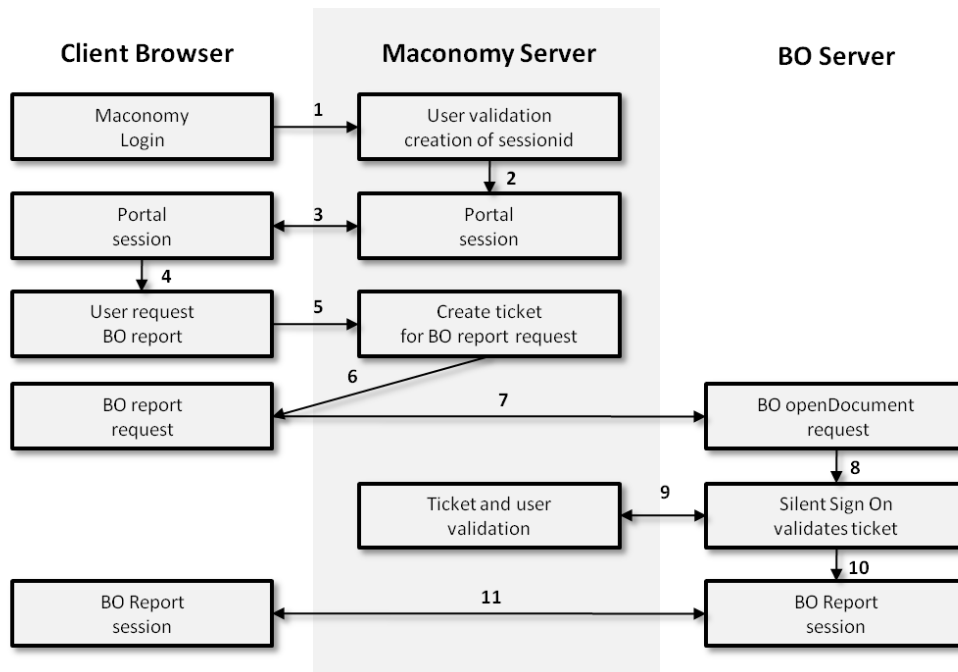 Client Browser
Maconomy Server
BO Server
Maconomy
Login
1
User validation
creation of sessionid
2
Portal
session
3
Portal
session
4
User request
BO report
5
Create ticket
for BO report request
6
BO report
request
7
BO openDocument
request
8
Ticket and user
validation
9
Silent Sign On
validates ticket
10
BO Report
session
11
BO Report
session